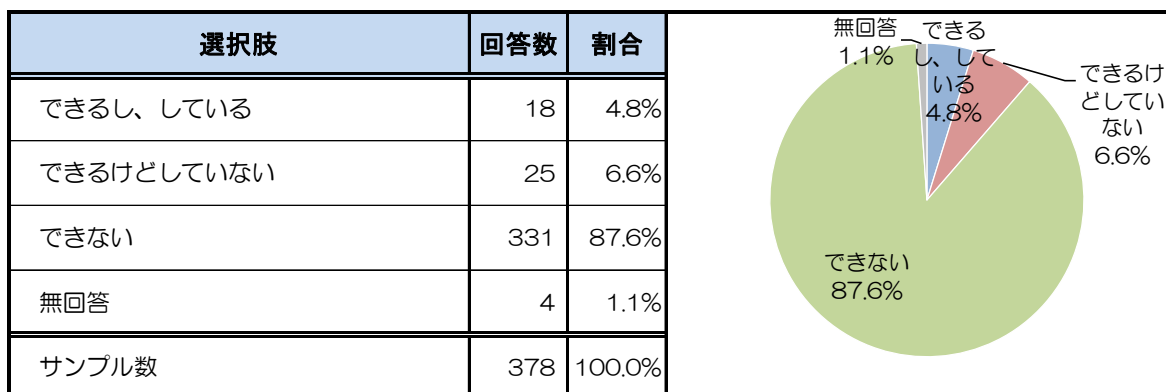 選択肢 回答数 割合
できるし、している 18 4.8%
できるけどしていない 25 6.6%
できない 331 87.6%
無回答 4 1.1%
サンプル数 378 100.0%
無回答
1.1%
できる
し、して
いる
4.8%
できるけ
どしてい
ない
6.6%
できない
87.6%